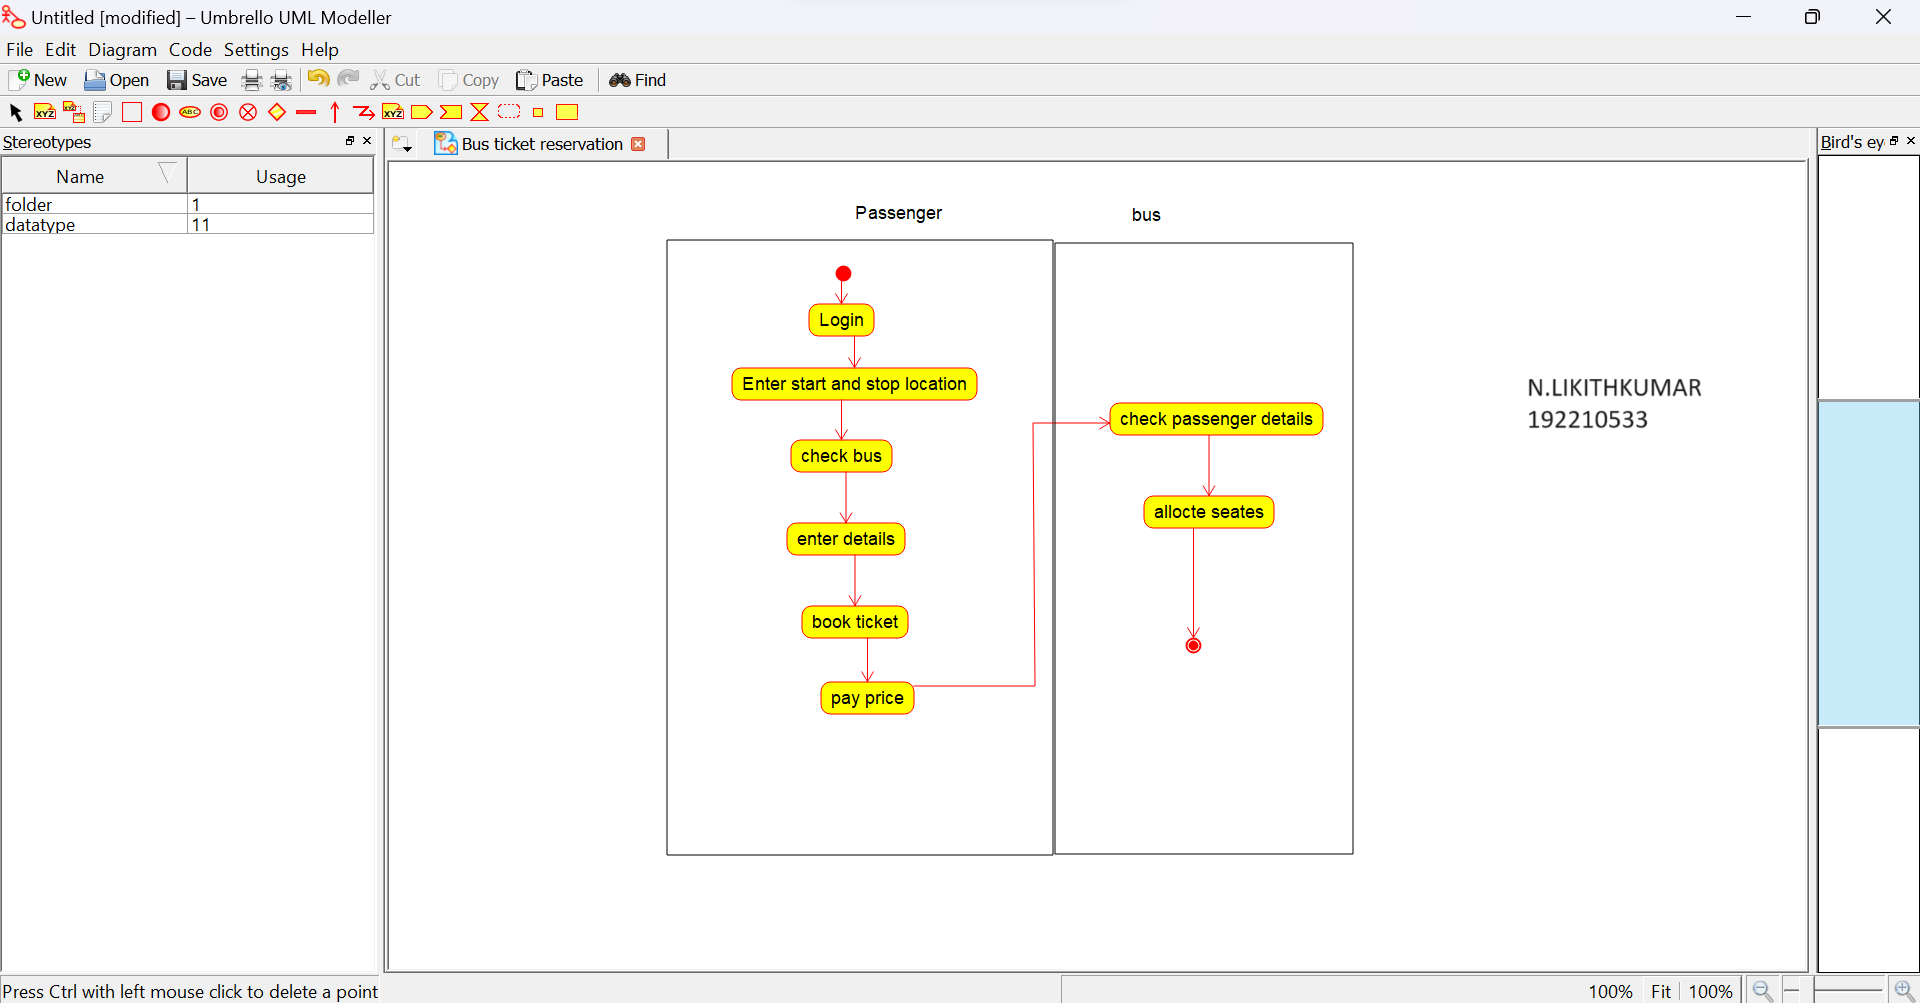 Untitled [modified] – Umbrello UML Modeller
File Edit Diagram Code Settings Help
New Open Save Cut Copy Paste Find
ABC
XYZ
Stereotypes
Bus ticket reservation
Bird's ey
Name Usage
folder 1
datatype 11
Passenger
bus
Login
Enter start and stop location
check bus
enter details
book ticket
pay price
check passenger details
allocte seates
N.LIKITHKUMAR
192210533
Press Ctrl with left mouse click to delete a point
100% Fit 100%